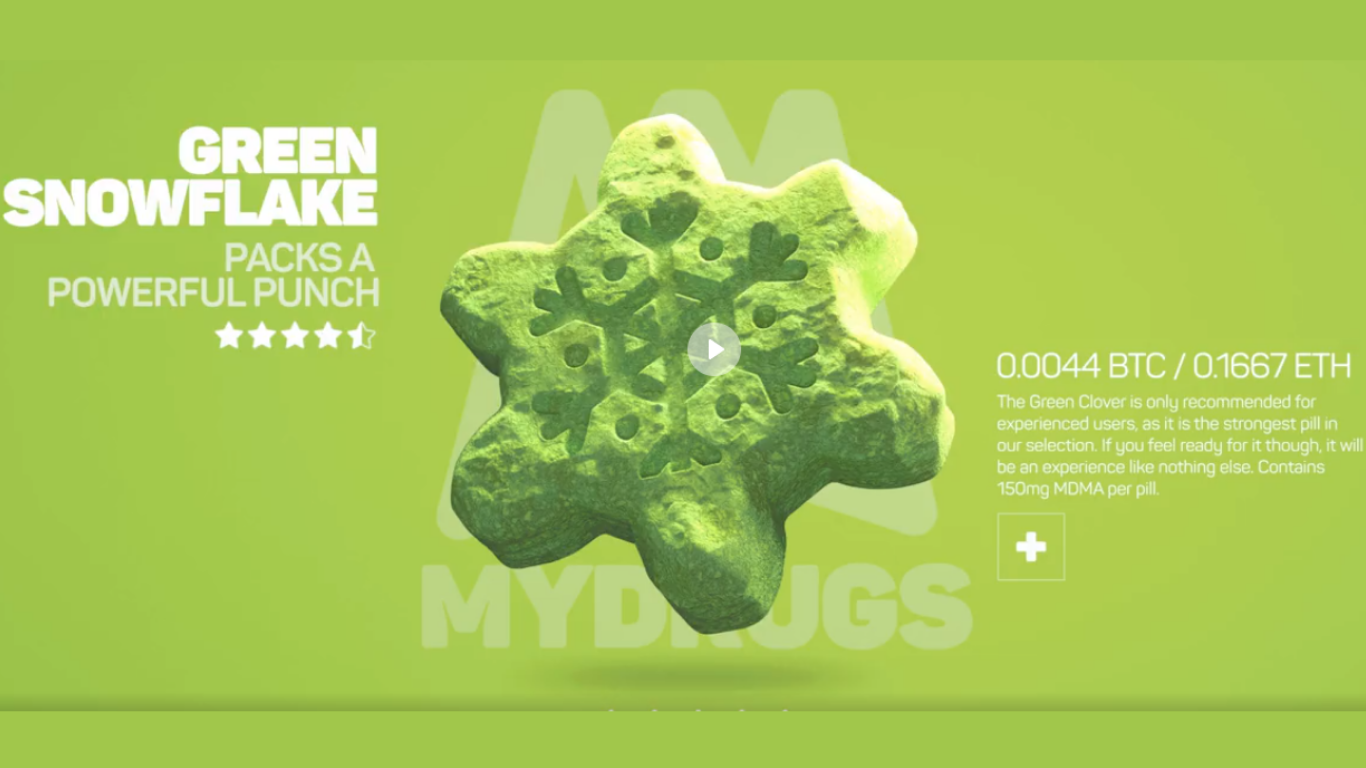 GREEN
SNOWFLAKE
PACKS A
POWERFUL PUNCH
0.0044 BTC / 0.1667 ETH
The Green Clover is only recommended for
experienced users, as it is the strongest pill in
our selection. If you feel ready for it though, it will
be an experience like nothing else. Contains
150mg MDMA per pill.
MYDRUGS